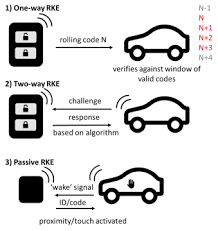 1) One-way RKE
N-1
N
N+1
N+2
N+3
N+4
rolling code N
verifies against window of
valid codes
2) Two-way RKE
challenge
response
based on algorithm
3) Passive RKE
'wake' signal
ID/code
proximity/touch activated